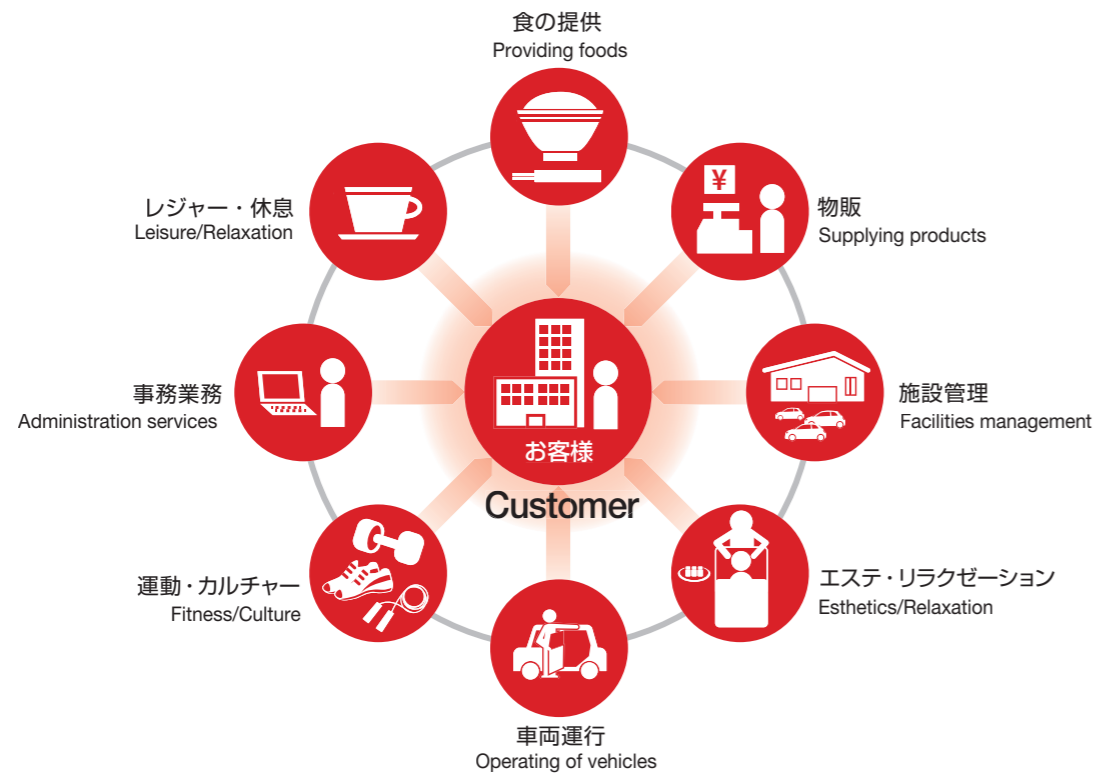 食の提供
Providing foods
¥
物販
Supplying products
レジャー・休息
Leisure/Relaxation
事務業務
Administration services
お客様
Customer
施設管理
Facilities management
運動・カルチャー
Fitness/Culture
エステ・リラクゼーション
Esthetics/Relaxation
車両運行
Operating of vehicles